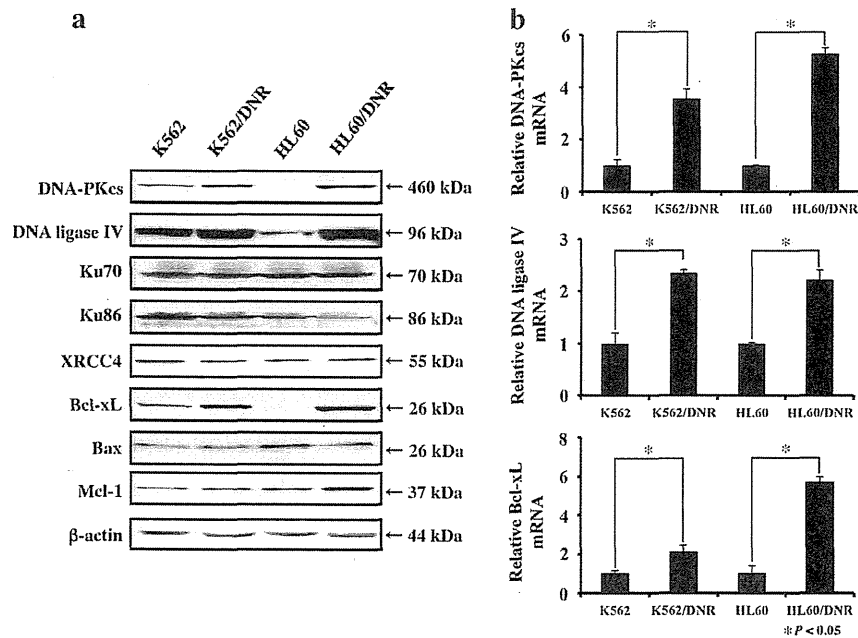 a
K562
K562/DNR
HL60
HL60/DNR
DNA-PKcs
← 460 kDa
DNA ligase IV
← 96 kDa
Ku70
← 70 kDa
Ku86
← 86 kDa
XRCC4
← 55 kDa
Bcl-xL
← 26 kDa
Bax
← 26 kDa
Mcl-1
← 37 kDa
β-actin
← 44 kDa
b
Relative DNA-PKcs
mRNA
6
4
2
0
*
*
K562
K562/DNR
HL60
HL60/DNR
Relative DNA ligase IV
mRNA
3
2
1
0
*
*
K562
K562/DNR
HL60
HL60/DNR
Relative Bcl-xL
mRNA
8
6
4
2
0
*
*
K562
K562/DNR
HL60
HL60/DNR
* P < 0.05